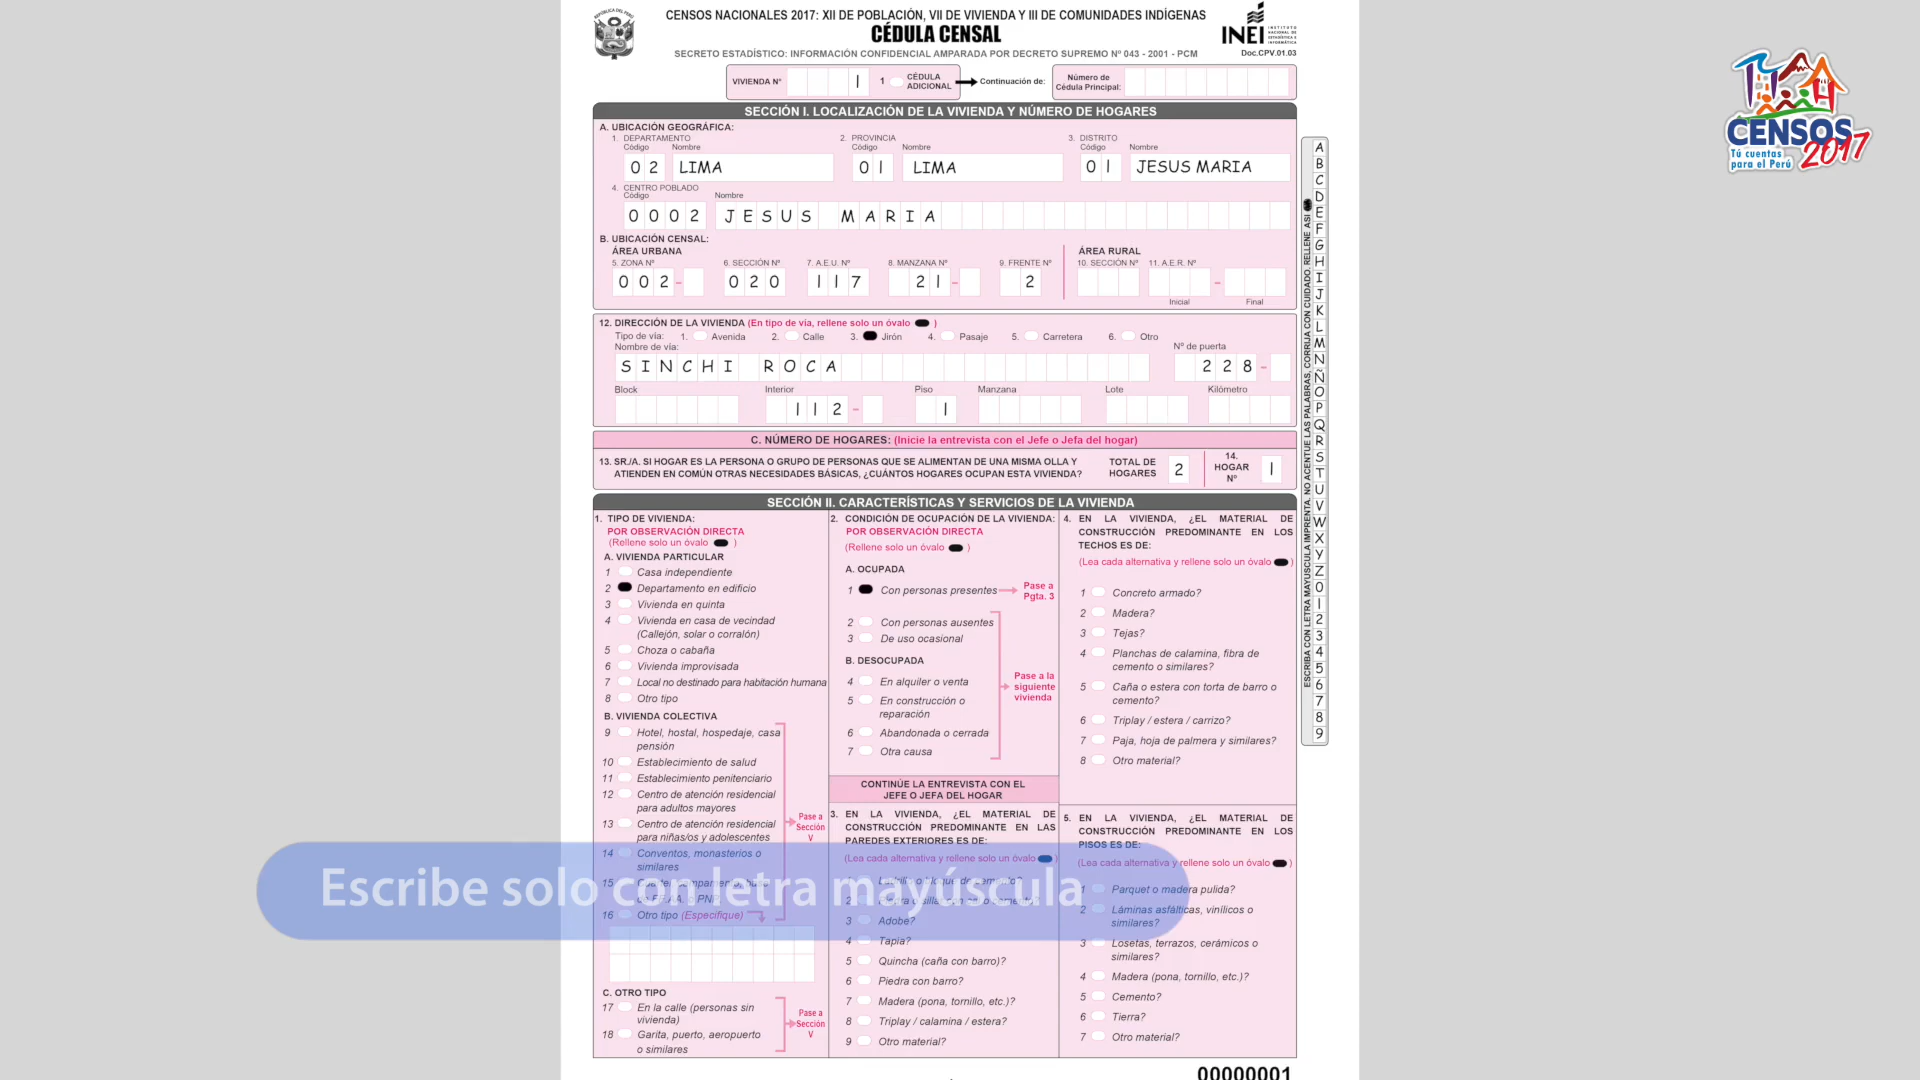 REPÚBLICA DEL PERÚ
CENSOS NACIONALES 2017: XII DE POBLACIÓN, VII DE VIVIENDA Y III DE COMUNIDADES INDÍGENAS
CÉDULA CENSAL
SECRETO ESTADÍSTICO: INFORMACIÓN CONFIDENCIAL AMPARADA POR DECRETO SUPREMO Nº 043 - 2001 - PCM
INEI INSTITUTO NACIONAL DE ESTADÍSTICA E INFORMÁTICA
Doc.CPV.01.03
VIVIENDA Nº 1 1 CÉDULA ADICIONAL Continuación de: Número de Cédula Principal:
SECCIÓN I. LOCALIZACIÓN DE LA VIVIENDA Y NÚMERO DE HOGARES
A. UBICACIÓN GEOGRÁFICA:
1. DEPARTAMENTO 2. PROVINCIA 3. DISTRITO
Código Nombre Código Nombre Código Nombre
02 LIMA 01 LIMA 01 JESUS MARIA
4. CENTRO POBLADO
Código Nombre
0002 JESUS MARIA
B. UBICACIÓN CENSAL:
ÁREA URBANA ÁREA RURAL
5. ZONA Nº 6. SECCIÓN Nº 7. A.E.U. Nº 8. MANZANA Nº 9. FRENTE Nº 10. SECCIÓN Nº 11. A.E.R. Nº
002- 020 117 21- 2 -
Inicial Final
12. DIRECCIÓN DE LA VIVIENDA (En tipo de vía, rellene solo un óvalo )
Tipo de vía: 1. Avenida 2. Calle 3. Jirón 4. Pasaje 5. Carretera 6. Otro
Nombre de vía: Nº de puerta
SINCHI ROCA 228-
Block Interior Piso Manzana Lote Kilómetro
112- 1
C. NÚMERO DE HOGARES: (Inicie la entrevista con el Jefe o Jefa del hogar)
13. SR./A. SI HOGAR ES LA PERSONA O GRUPO DE PERSONAS QUE SE ALIMENTAN DE UNA MISMA OLLA Y
ATIENDEN EN COMÚN OTRAS NECESIDADES BÁSICAS, ¿CUÁNTOS HOGARES OCUPAN ESTA VIVIENDA?
TOTAL DE HOGARES 2
14. HOGAR Nº 1
SECCIÓN II. CARACTERÍSTICAS Y SERVICIOS DE LA VIVIENDA
1. TIPO DE VIVIENDA:
POR OBSERVACIÓN DIRECTA
(Rellene solo un óvalo )
A. VIVIENDA PARTICULAR
1 Casa independiente
2 Departamento en edificio
3 Vivienda en quinta
4 Vivienda en casa de vecindad
(Callejón, solar o corralón)
5 Choza o cabaña
6 Vivienda improvisada
7 Local no destinado para habitación humana
8 Otro tipo
B. VIVIENDA COLECTIVA
9 Hotel, hostal, hospedaje, casa
pensión
10 Establecimiento de salud
11 Establecimiento penitenciario
12 Centro de atención residencial
para adultos mayores
13 Centro de atención residencial
para niñas/os y adolescentes
14 Conventos, monasterios o
similares
15
16 Otro tipo (Especifique)
Pase a
Sección
V
C. OTRO TIPO
17 En la calle (personas sin
vivienda)
18 Garita, puerto, aeropuerto
o similares
Pase a
Sección
V
2. CONDICIÓN DE OCUPACIÓN DE LA VIVIENDA:
POR OBSERVACIÓN DIRECTA
(Rellene solo un óvalo )
A. OCUPADA
1 Con personas presentes
Pase a
Pgta. 3
2 Con personas ausentes
3 De uso ocasional
B. DESOCUPADA
4 En alquiler o venta
5 En construcción o
reparación
6 Abandonada o cerrada
7 Otra causa
Pase a la
siguiente
vivienda
CONTINÚE LA ENTREVISTA CON EL
JEFE O JEFA DEL HOGAR
3. EN LA VIVIENDA, ¿EL MATERIAL DE
CONSTRUCCIÓN PREDOMINANTE EN LAS
PAREDES EXTERIORES ES DE:
(Lea cada alternativa y rellene solo un óvalo )
3 Adobe?
4 Tapia?
5 Quincha (caña con barro)?
6 Piedra con barro?
7 Madera (pona, tornillo, etc.)?
8 Triplay / calamina / estera?
9 Otro material?
4. EN LA VIVIENDA, ¿EL MATERIAL DE
CONSTRUCCIÓN PREDOMINANTE EN LOS
TECHOS ES DE:
(Lea cada alternativa y rellene solo un óvalo )
1 Concreto armado?
2 Madera?
3 Tejas?
4 Planchas de calamina, fibra de
cemento o similares?
5 Caña o estera con torta de barro o
cemento?
6 Triplay / estera / carrizo?
7 Paja, hoja de palmera y similares?
8 Otro material?
5. EN LA VIVIENDA, ¿EL MATERIAL DE
CONSTRUCCIÓN PREDOMINANTE EN LOS
PISOS ES DE:
(Lea cada alternativa y rellene solo un óvalo )
1 Parquet o madera pulida?
2 Láminas asfálticas, vinílicos o
similares?
3 Losetas, terrazos, cerámicos o
similares?
4 Madera (pona, tornillo, etc.)?
5 Cemento?
6 Tierra?
7 Otro material?
00000001
ESCRIBA CON LETRA MAYÚSCULA IMPRENTA. NO ACENTUE LAS PALABRAS, CORRIJA CON CUIDADO, RELLENE ASI
A B C D E F G H I J K L M N Ñ O P Q R S T U V W X Y Z 0 1 2 3 4 5 6 7 8 9
Escribe solo con letra mayúscula
CENSOS
2017
Tú cuentas
para el Perú